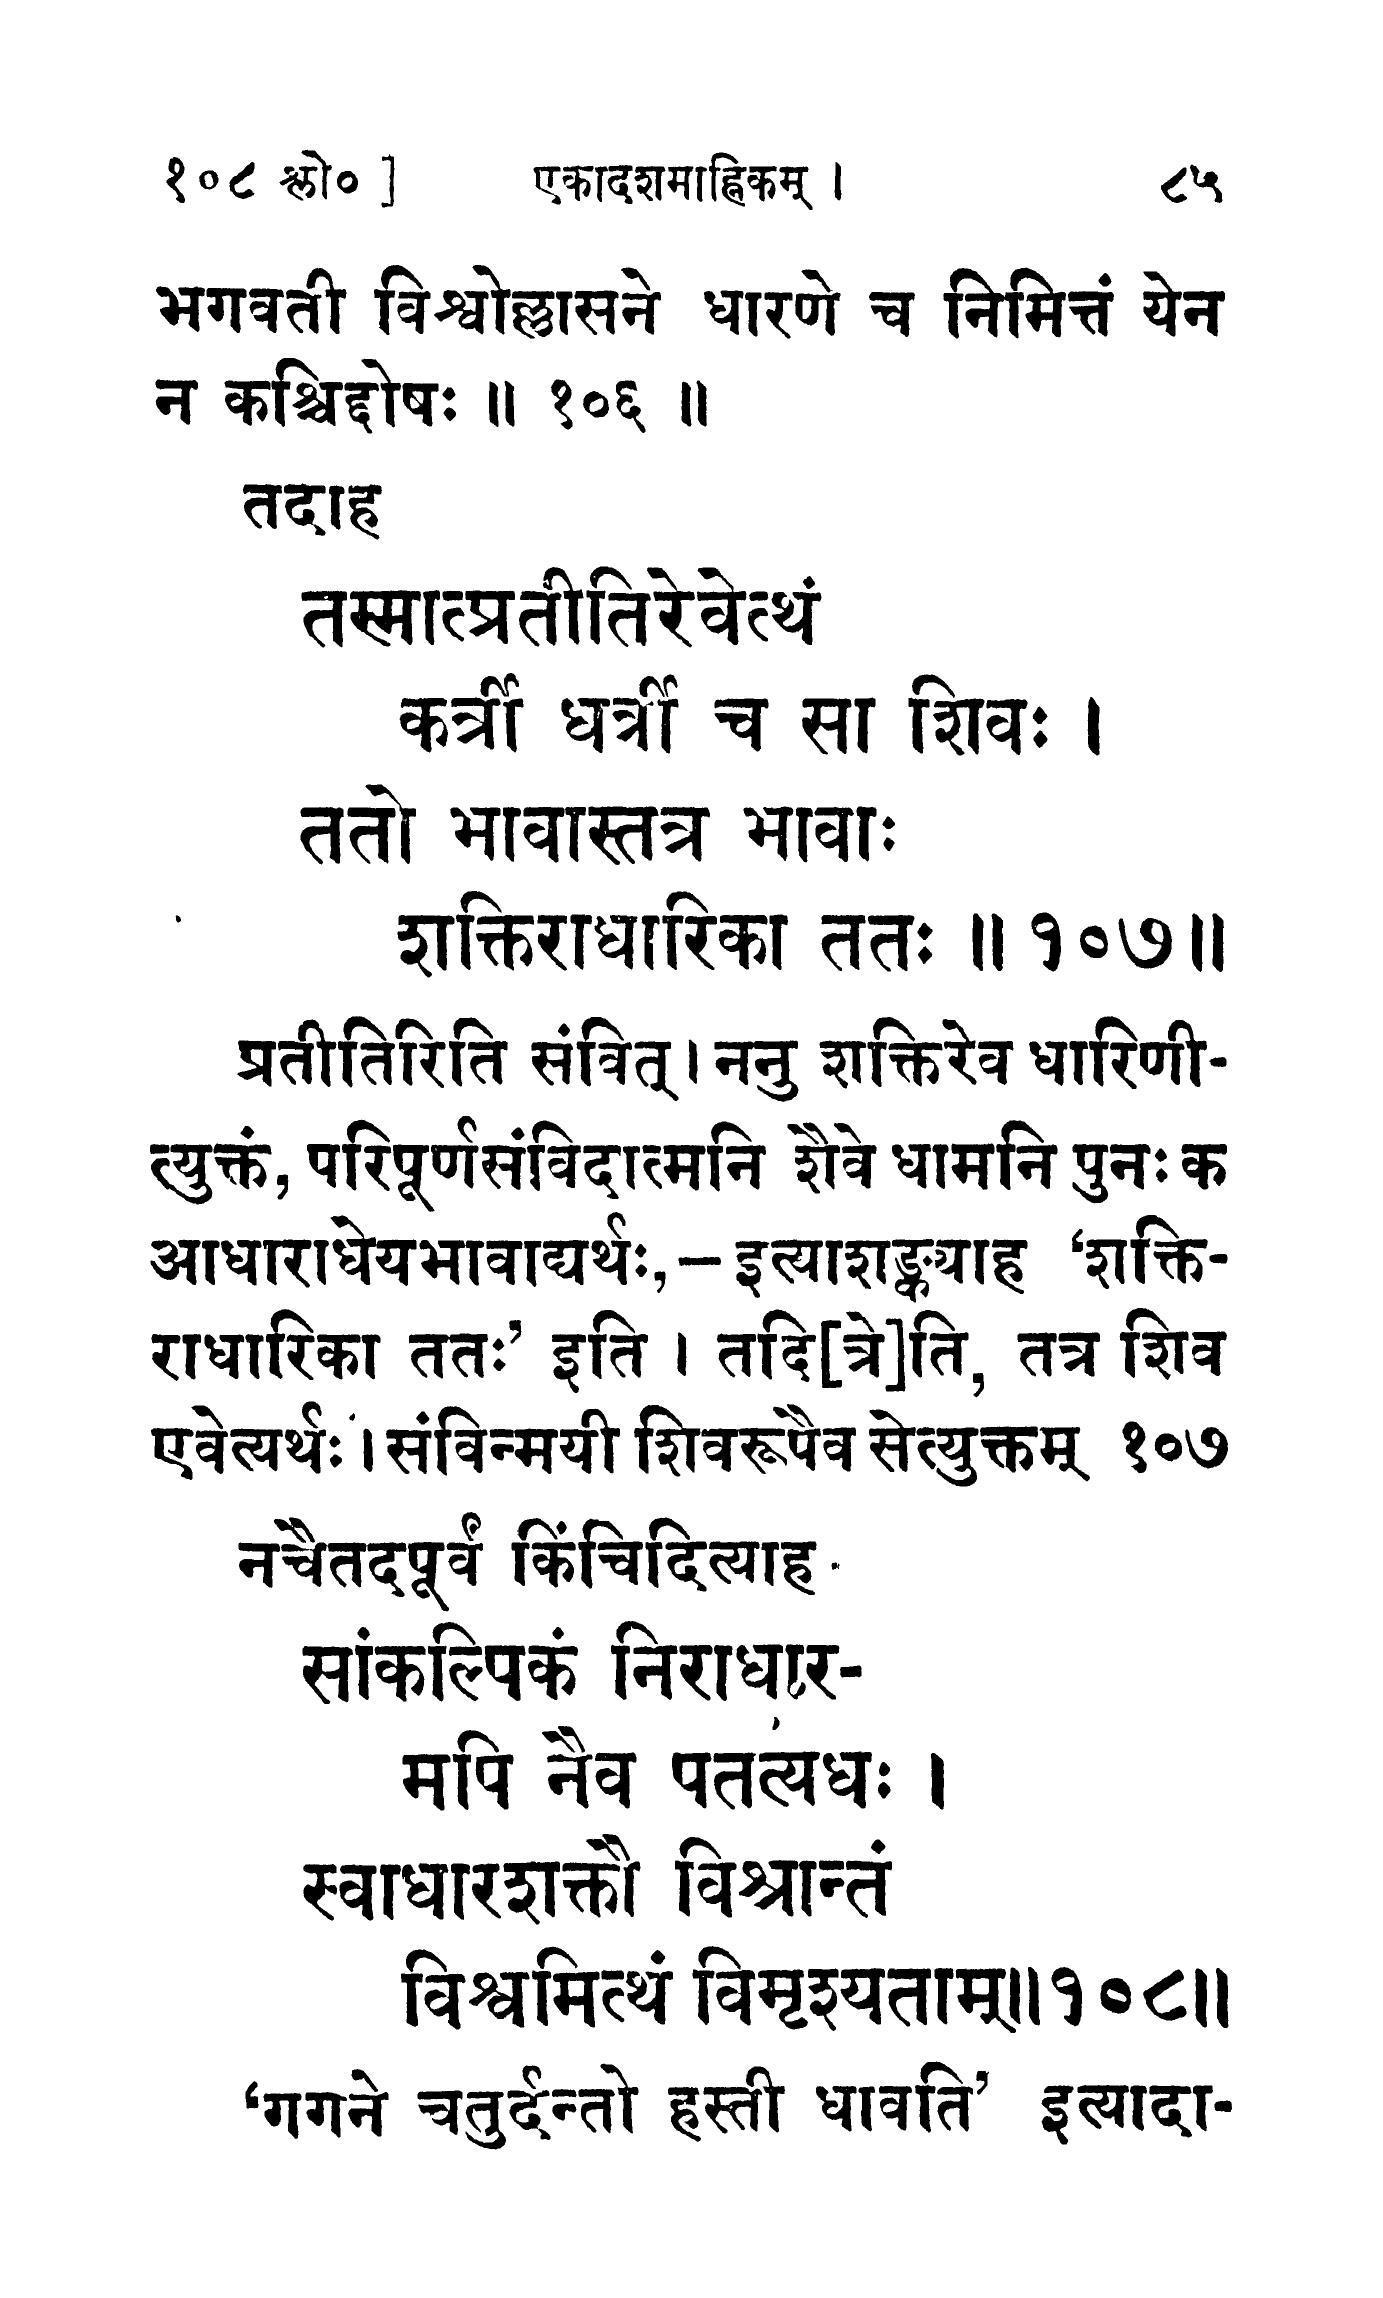 १०८ श्लो० ] एकादशमाह्निकम् । ८५
भगवती विश्वोल्लासने धारणे च निमित्तं येन
न कश्चिद्दोषः ॥ १०६ ॥
तदाह
तस्मात्प्रतीतिरेवेत्थं
कर्त्री धर्त्री च सा शिवः ।
ततो भावास्तत्र भावाः
शक्तिराधारिका ततः ॥ १०७॥
प्रतीतिरिति संवित् । ननु शक्तिरेव धारिणी-
त्युक्तं, परिपूर्णसंविदात्मनि शैवे धामनि पुनः क
आधाराधेयभावाद्यर्थः,–इत्याशङ्क्याह ‘शक्ति-
राधारिका ततः’ इति । तदि[त्रे]ति, तत्र शिव
एवेत्यर्थः । संविन्मयी शिवरूपैव सेत्युक्तम् १०७
नचैतदपूर्वं किंचिदित्याह
सांकल्पिकं निराधार-
मपि नैव पतत्यधः ।
स्वाधारशक्तौ विश्रान्तं
विश्वमित्थं विमृश्यताम्॥१०८॥
‘गगने चतुर्दन्तो हस्ती धावति’ इत्यादा-